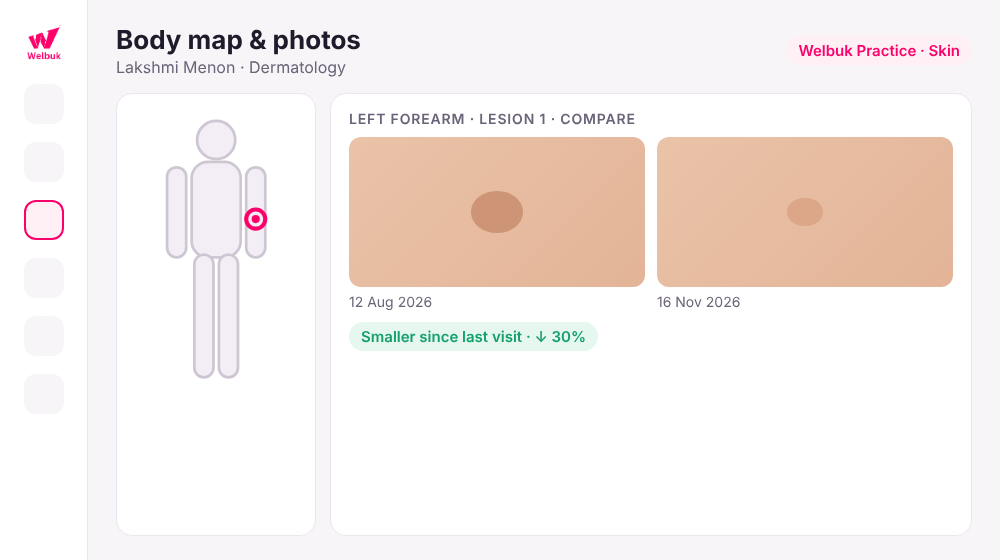 Welbuk
Body map & photos
Lakshmi Menon · Dermatology
Welbuk Practice · Skin
LEFT FOREARM · LESION 1 · COMPARE
12 Aug 2026
16 Nov 2026
Smaller since last visit · ↓ 30%